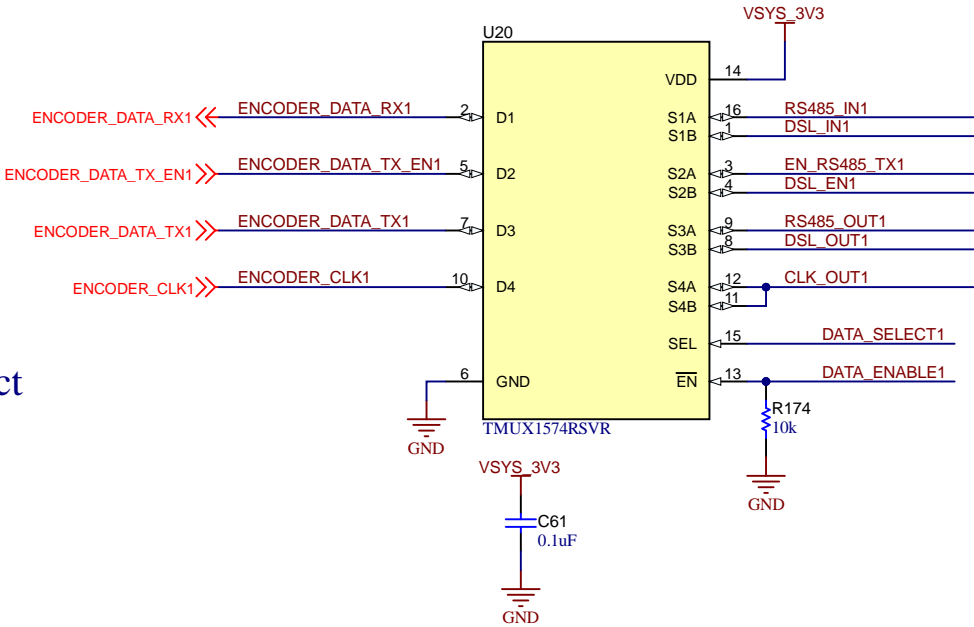 VSYS_3V3
U20
VDD 14
ENCODER_DATA_RX1 ENCODER_DATA_RX1 2 D1 S1A 16 RS485_IN1
S1B 1 DSL_IN1
ENCODER_DATA_TX_EN1 ENCODER_DATA_TX_EN1 5 D2 S2A 3 EN_RS485_TX1
S2B 4 DSL_EN1
ENCODER_DATA_TX1 ENCODER_DATA_TX1 7 D3 S3A 9 RS485_OUT1
S3B 8 DSL_OUT1
ENCODER_CLK1 ENCODER_CLK1 10 D4 S4A 12 CLK_OUT1
S4B 11
SEL 15 DATA_SELECT1
ct 6 GND EN 13 DATA_ENABLE1
R174
10k
TMUX1574RSVR
GND
VSYS_3V3
GND
C61
0.1uF
GND